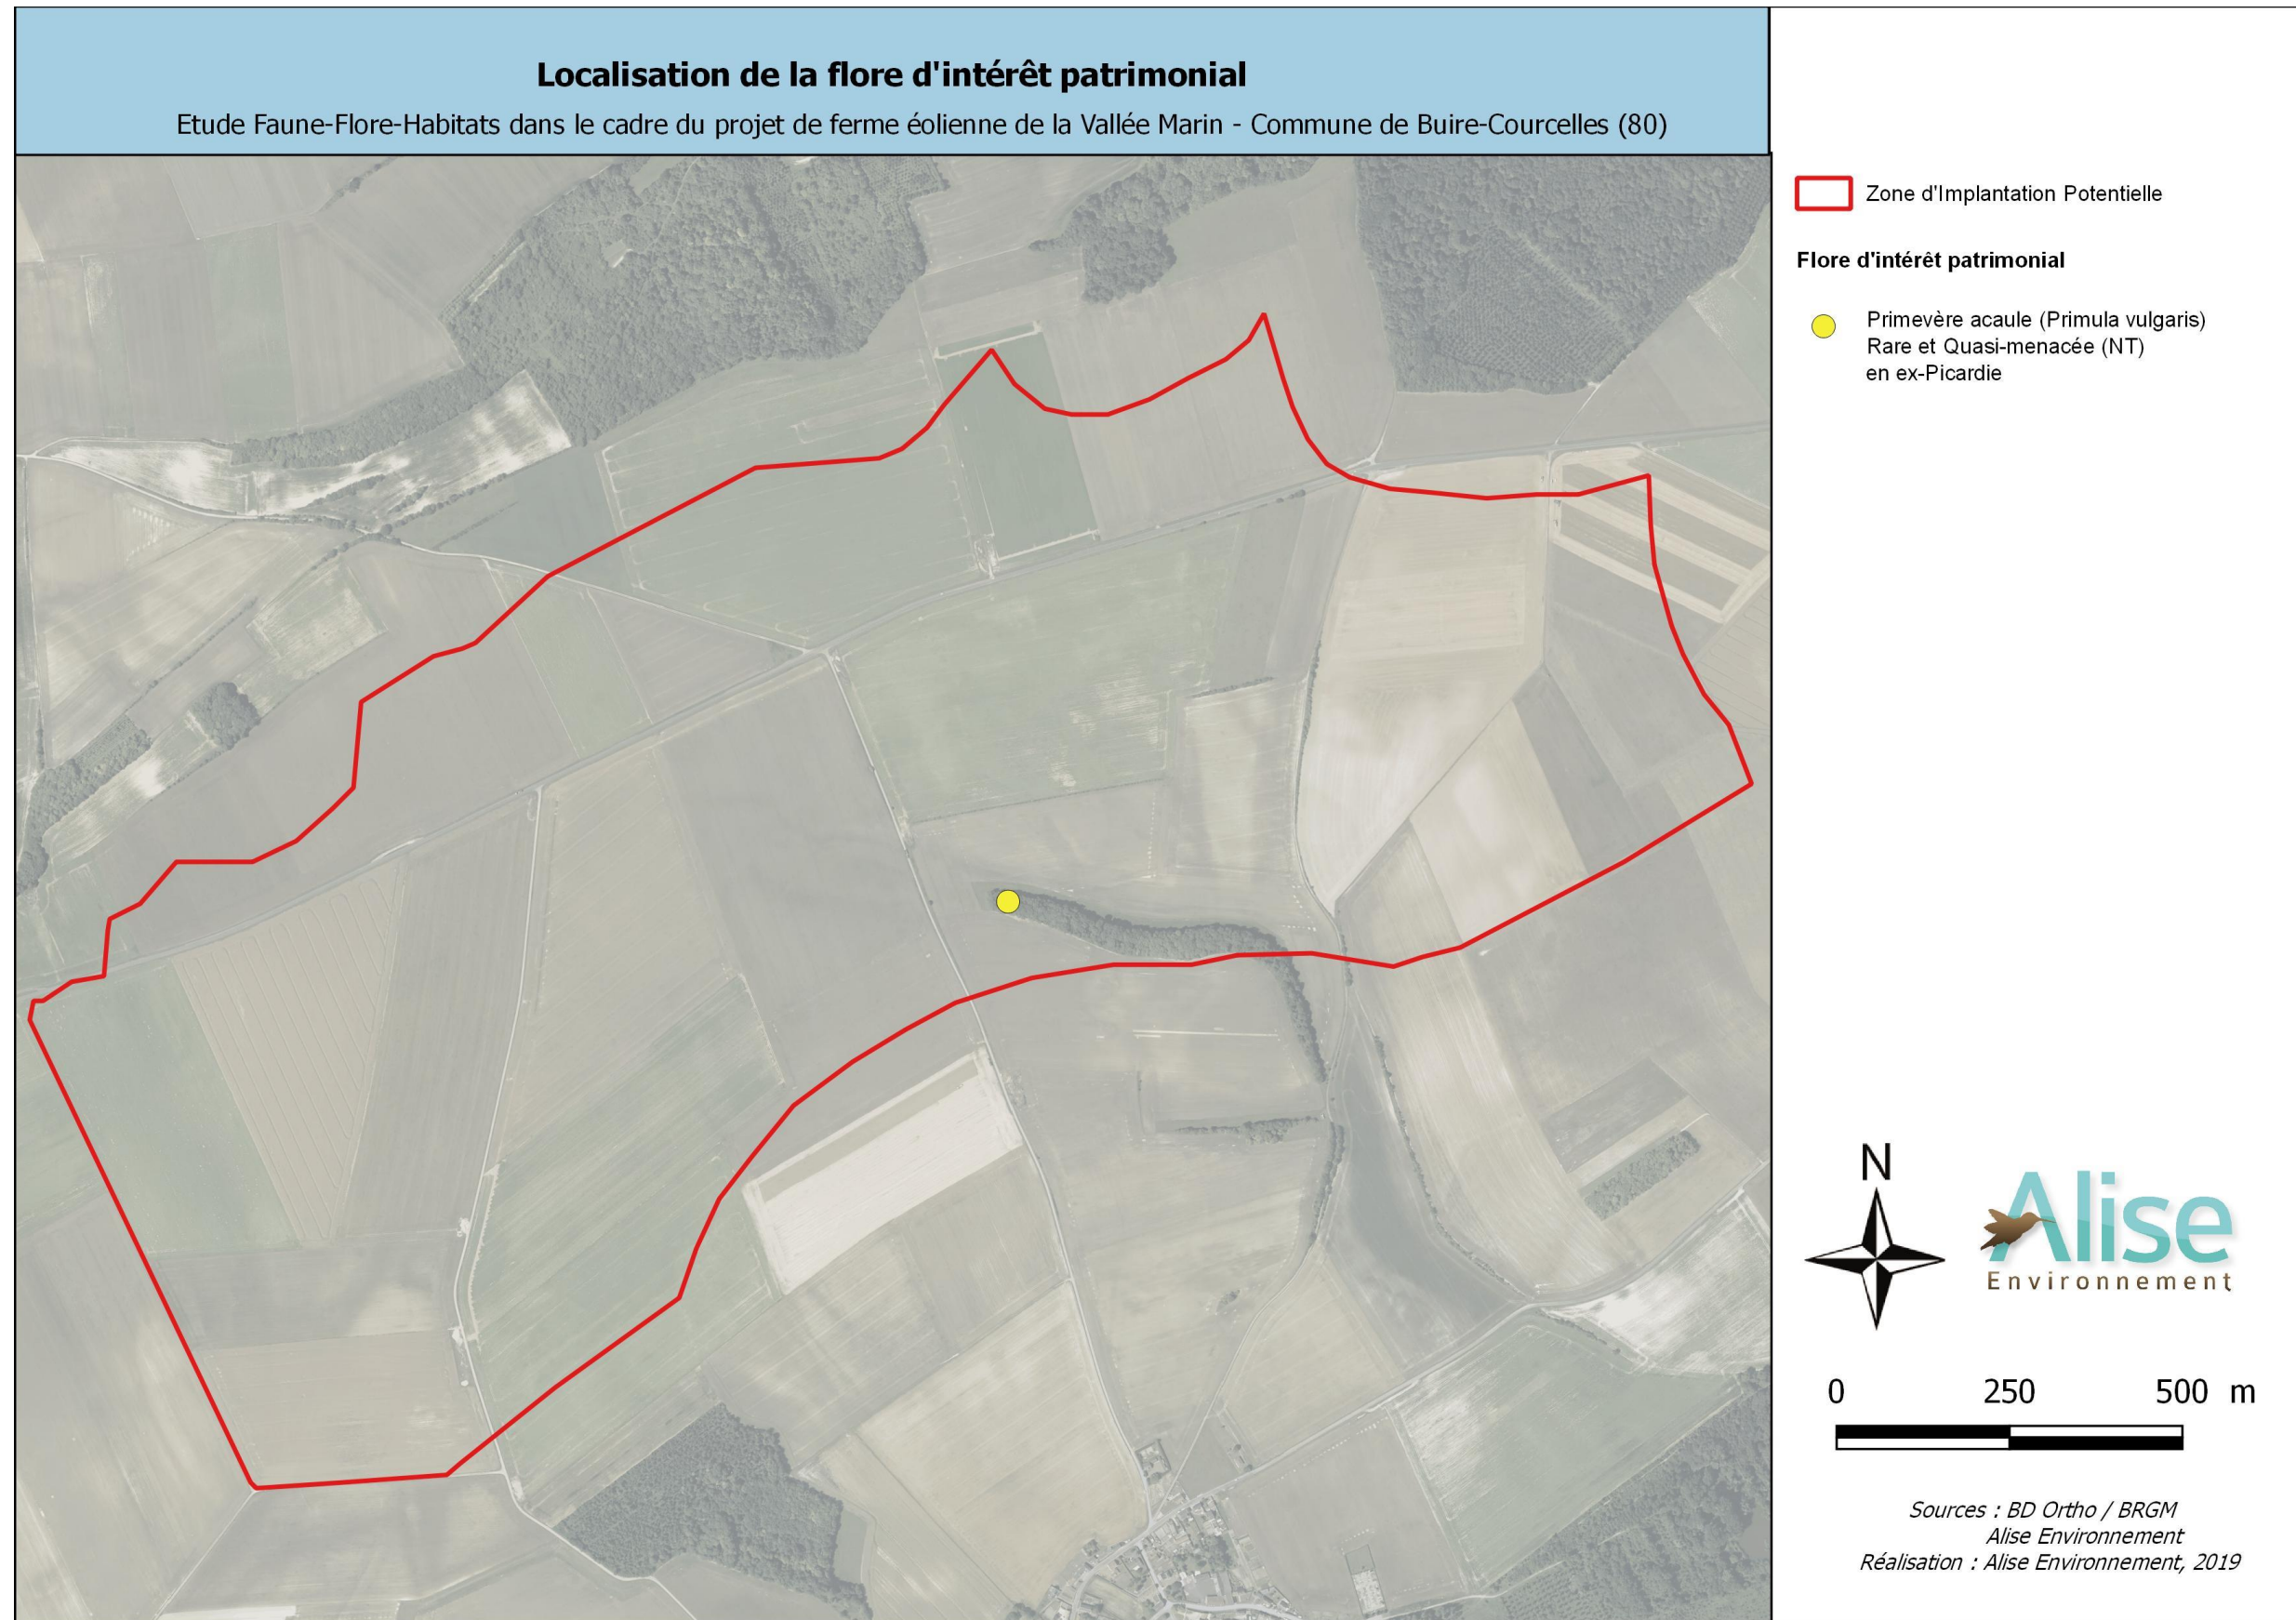 Localisation de la flore d'intérêt patrimonial
Etude Faune-Flore-Habitats dans le cadre du projet de ferme éolienne de la Vallée Marin - Commune de Buire-Courcelles (80)
Zone d'Implantation Potentielle
Flore d'intérêt patrimonial
Primevère acaule (Primula vulgaris)
Rare et Quasi-menacée (NT)
en ex-Picardie
N
Alise
Environnement
0 250 500 m
Sources : BD Ortho / BRGM
Alise Environnement
Réalisation : Alise Environnement, 2019